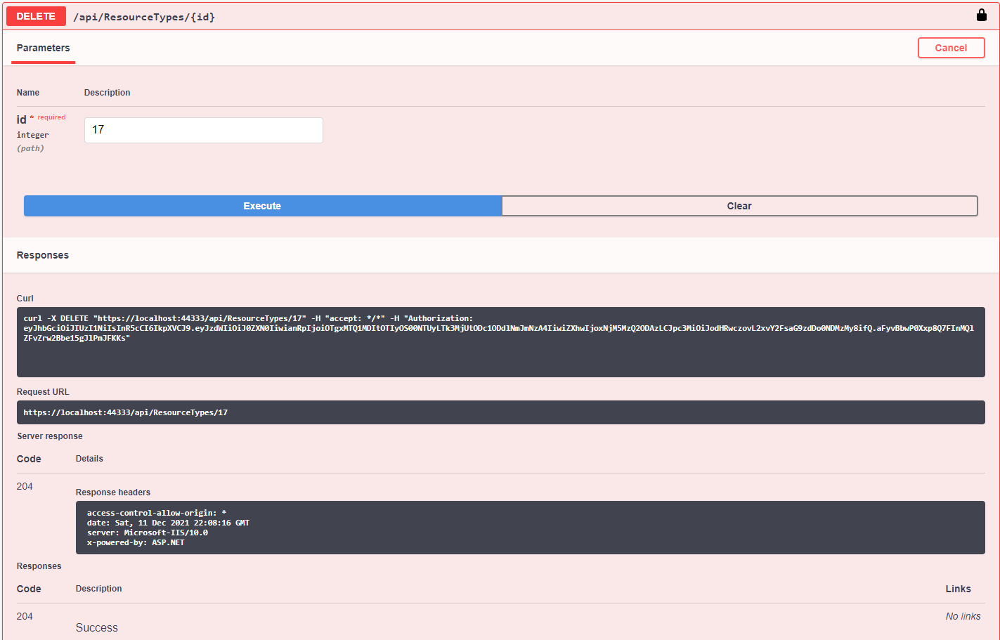 DELETE /api/ResourceTypes/{id}
Parameters Cancel
Name Description
id * required
integer
(path)
17
Execute Clear
Responses
Curl
curl -X DELETE "https://localhost:44333/api/ResourceTypes/17" -H "accept: */*" -H "Authorization:
eyJhbGciOiJIUzI1NiIsInR5cCI6IkpXVCJ9.eyJzdWIiOiJ0ZXN0IiwianRpIjoiOTgxMTQ1MDItOTIyOS00NTUyLTk3MjUtODc1ODdlNmJmNzA4IiwiZXhwIjoxNjM5MzQ2ODAzLCJpc3MiOiJodHRwczovL2xvY2FsaG9zdDo0NDMzMy8ifQ.aFyvBbwP0Xxp8Q7FInMQl
ZFvZrw2Bbe15gJlPmJFKKs"
Request URL
https://localhost:44333/api/ResourceTypes/17
Server response
Code Details
204
Response headers
access-control-allow-origin: *
date: Sat, 11 Dec 2021 22:08:16 GMT
server: Microsoft-IIS/10.0
x-powered-by: ASP.NET
Responses
Code Description Links
204 No links
Success